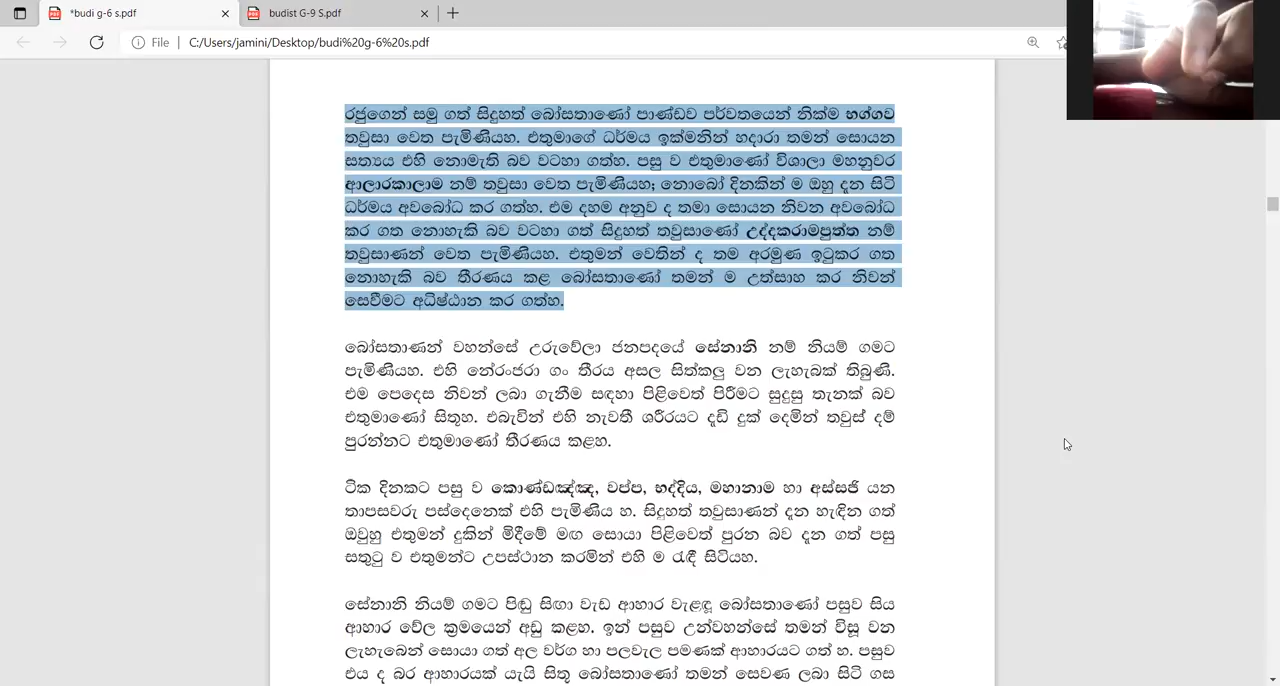 *budi g-6 s.pdf
budist G-9 S.pdf
File
C:/Users/jamini/Desktop/budi%20g-6%20s.pdf
රජුගෙන් සමු ගත් සිදුහත් බෝසතාණෝ පාණ්ඩව පර්වතයෙන් නික්ම භග්ගව
තවුසා වෙත පැමිණියහ. එතුමාගේ ධර්මය ඉක්මනින් හදාරා තමන් සොයන
සත්‍යය එහි නොමැති බව වටහා ගත්හ. පසු ව එතුමාණෝ විශාලා මහනුවර
ආලාරකාලාම නම් තවුසා වෙත පැමිණියහ; නොබෝ දිනකින් ම ඔහු දැන සිටි
ධර්මය අවබෝධ කර ගත්හ. එම දහම අනුව ද තමා සොයන නිවන අවබෝධ
කර ගත නොහැකි බව වටහා ගත් සිදුහත් තවුසාණෝ උද්දකරාමපුත්ත නම්
තවුසාණන් වෙත පැමිණියහ. එතුමන් වෙතින් ද තම අරමුණ ඉටුකර ගත
නොහැකි බව තීරණය කළ බෝසතාණෝ තමන් ම උත්සාහ කර නිවන්
සෙවීමට අධිෂ්ඨාන කර ගත්හ.
බෝසතාණන් වහන්සේ උරුවේලා ජනපදයේ සේනානි නම් නියම් ගමට
පැමිණියහ. එහි නේරංජරා ගං තීරය අසල සිත්කලු වන ලැහැබක් තිබුණි.
එම පෙදෙස නිවන් ලබා ගැනීම සඳහා පිළිවෙත් පිරීමට සුදුසු තැනක් බව
එතුමාණෝ සිතූහ. එබැවින් එහි නැවතී ශරීරයට දැඩි දුක් දෙමින් තවුස් දම්
පුරන්නට එතුමාණෝ තීරණය කළහ.
ටික දිනකට පසු ව කොණ්ඩඤ්ඤ, වප්ප, භද්දිය, මහානාම හා අස්සජි යන
තාපසවරු පස්දෙනෙක් එහි පැමිණිය හ. සිදුහත් තවුසාණන් දැන හැඳින ගත්
ඔවුහු එතුමන් දුකින් මිදීමේ මඟ සොයා පිළිවෙත් පුරන බව දැන ගත් පසු
සතුටු ව එතුමන්ට උපස්ථාන කරමින් එහි ම රැඳී සිටියහ.
සේනානි නියම් ගමට පිඬු සිඟා වැඩ ආහාර වැළඳූ බෝසතාණෝ පසුව සිය
ආහාර වේල ක්‍රමයෙන් අඩු කළහ. ඉන් පසුව උන්වහන්සේ තමන් විසූ වන
ලැහැබෙන් සොයා ගත් අල වර්ග හා පලවැල පමණක් ආහාරයට ගත් හ. පසුව
එය ද බර ආහාරයක් යැයි සිතූ බෝසතාණෝ තමන් සෙවණ ලබා සිටි ගස